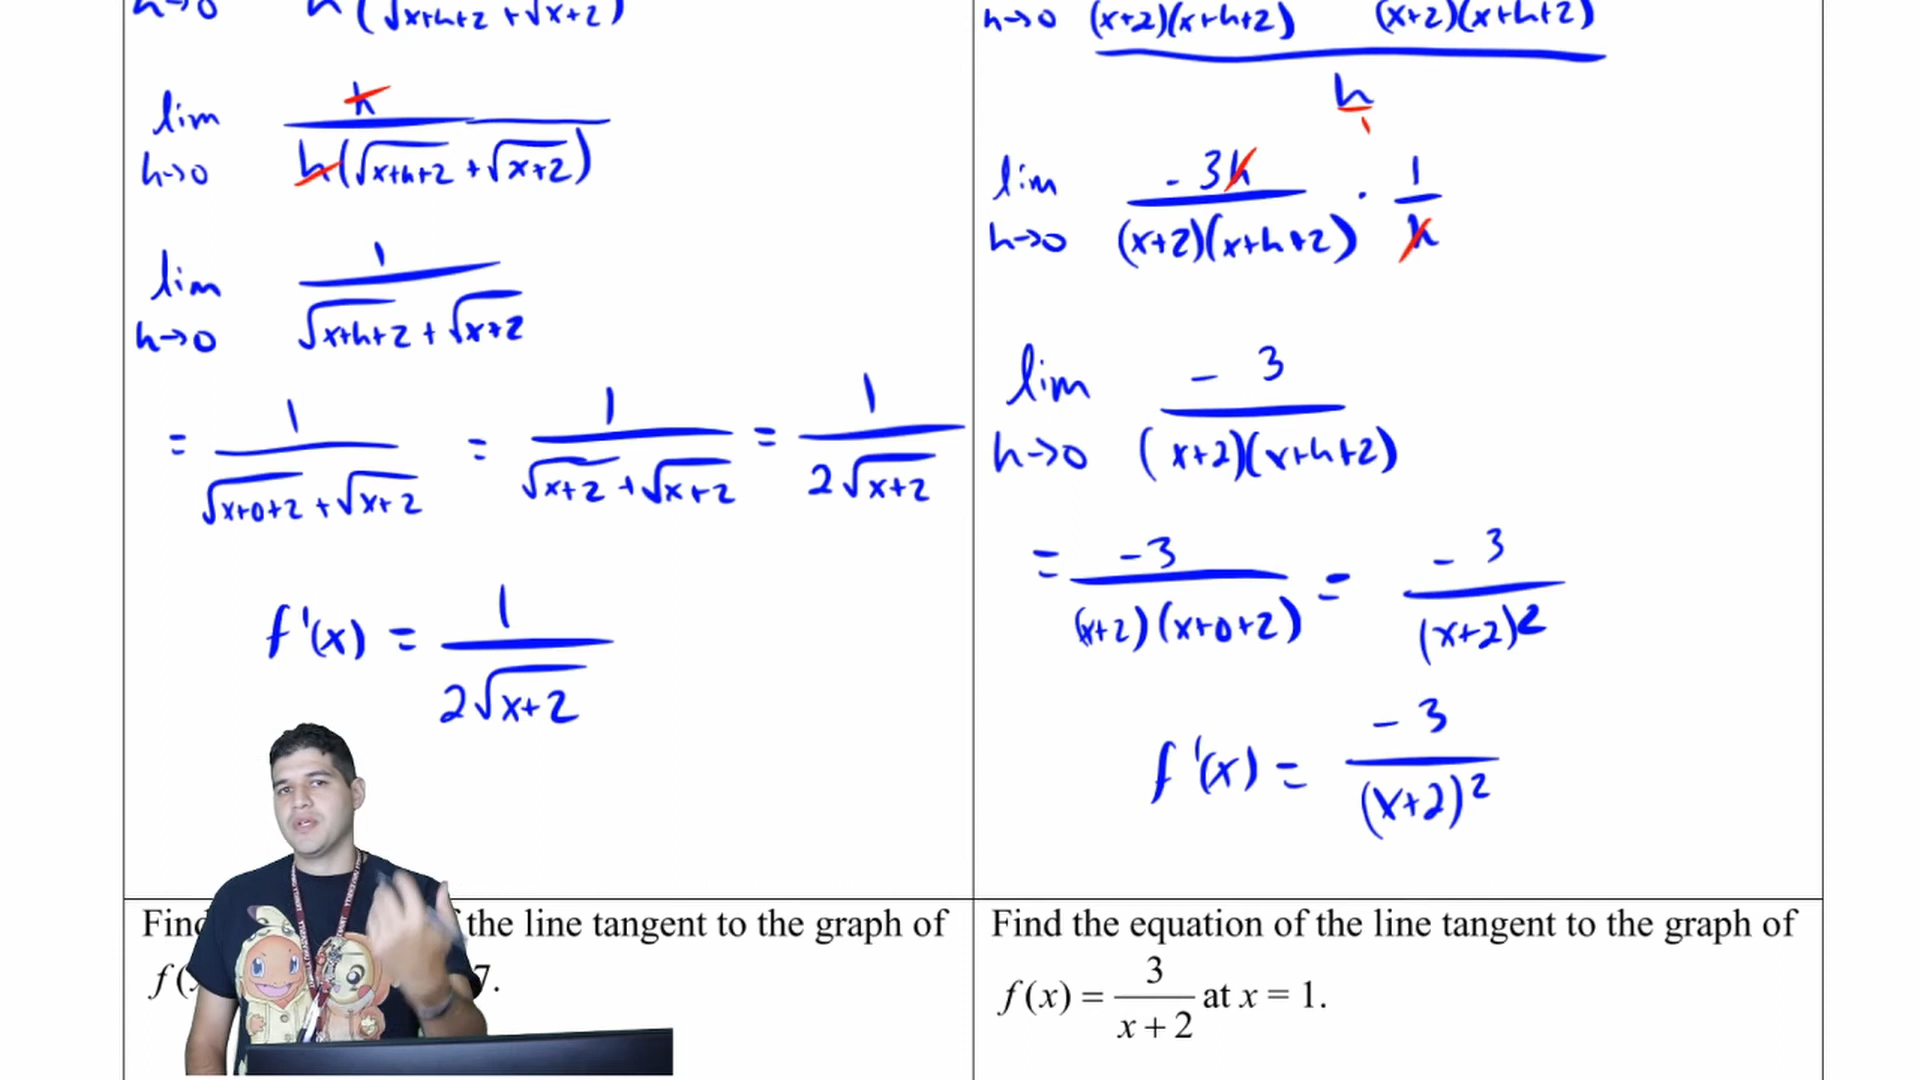 h→0 h(√x+h+2 + √x+2)
lim h
h→0 h(√x+h+2 + √x+2)
lim 1
h→0 √x+h+2 + √x+2
= 1 = 1 = 1
√x+0+2 + √x+2 √x+2 + √x+2 2√x+2
f'(x) = 1
2√x+2
the line tangent to the graph of
f( 7.
h→0 (x+2)(x+h+2) (x+2)(x+h+2)
h
1
lim -3h · 1
h→0 (x+2)(x+h+2) h
lim -3
h→0 (x+2)(x+h+2)
= -3 = -3
(x+2)(x+0+2) (x+2)²
f'(x) = -3
(x+2)²
Find the equation of the line tangent to the graph of
f(x) = 3 at x = 1.
x + 2